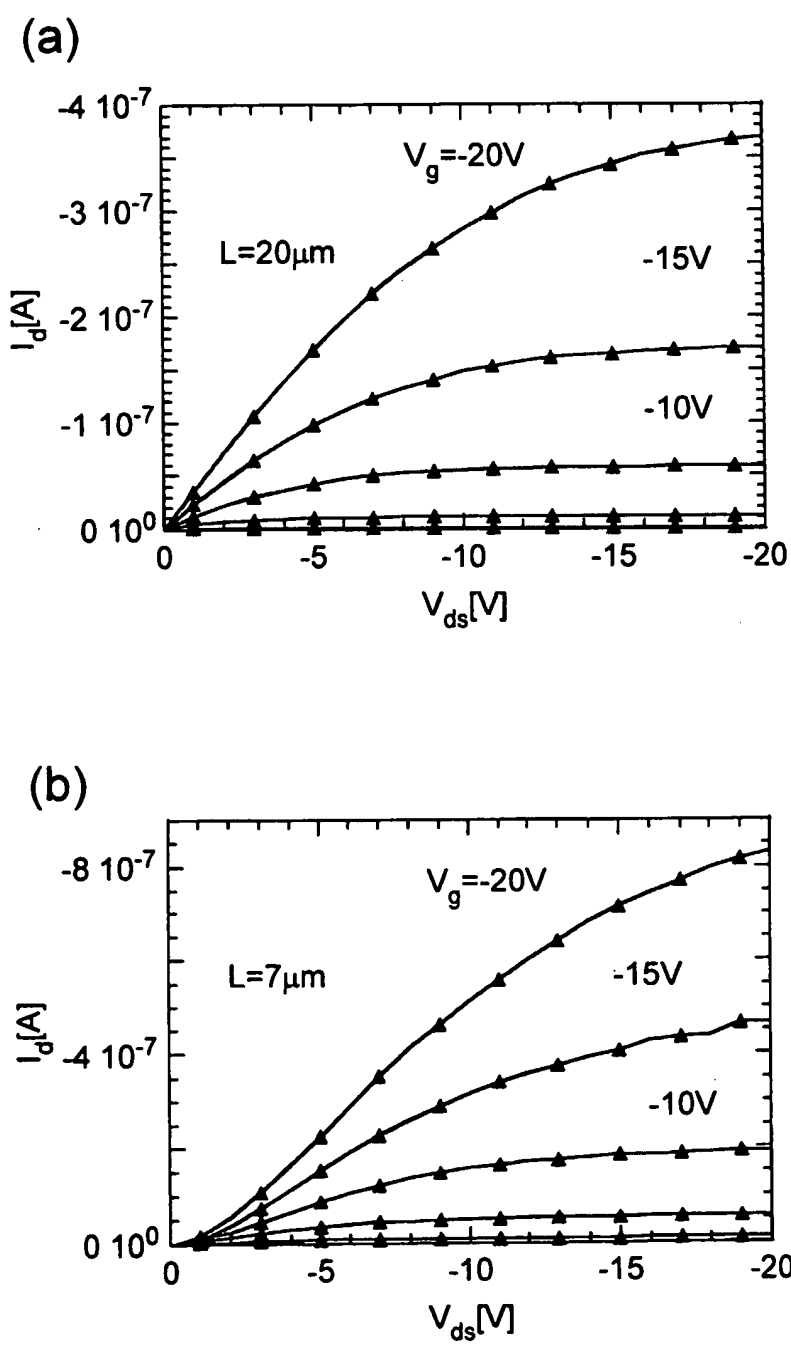 (a)
-4 10-7
Vg=-20V
-3 10-7
L=20μm
-15V
Id[A]
-2 10-7
-10V
-1 10-7
0 100
0 -5 -10 -15 -20
Vds[V]
(b)
-8 10-7
Vg=-20V
L=7μm
-15V
Id[A]
-4 10-7
-10V
0 100
0 -5 -10 -15 -20
Vds[V]